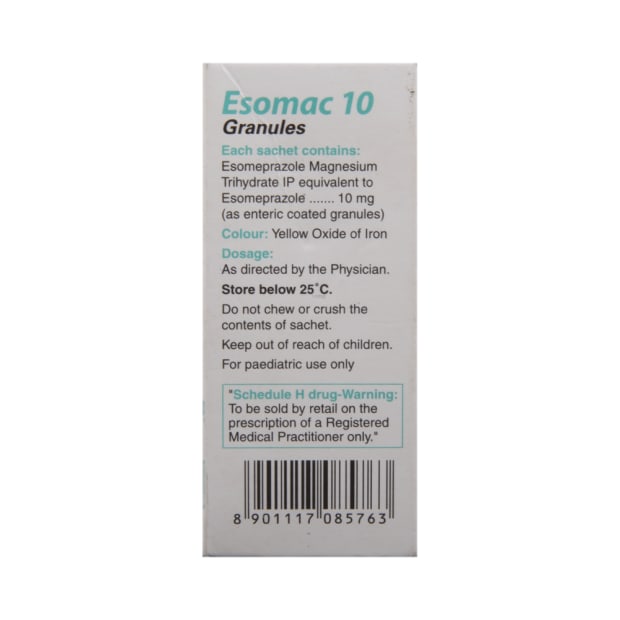 Esomac 10
Granules
Each sachet contains:
Esomeprazole Magnesium
Trihydrate IP equivalent to
Esomeprazole ....... 10 mg
(as enteric coated granules)
Colour: Yellow Oxide of Iron
Dosage:
As directed by the Physician.
Store below 25°C.
Do not chew or crush the
contents of sachet.
Keep out of reach of children.
For paediatric use only
"Schedule H drug-Warning:
To be sold by retail on the
prescription of a Registered
Medical Practitioner only."
8 901117 085763